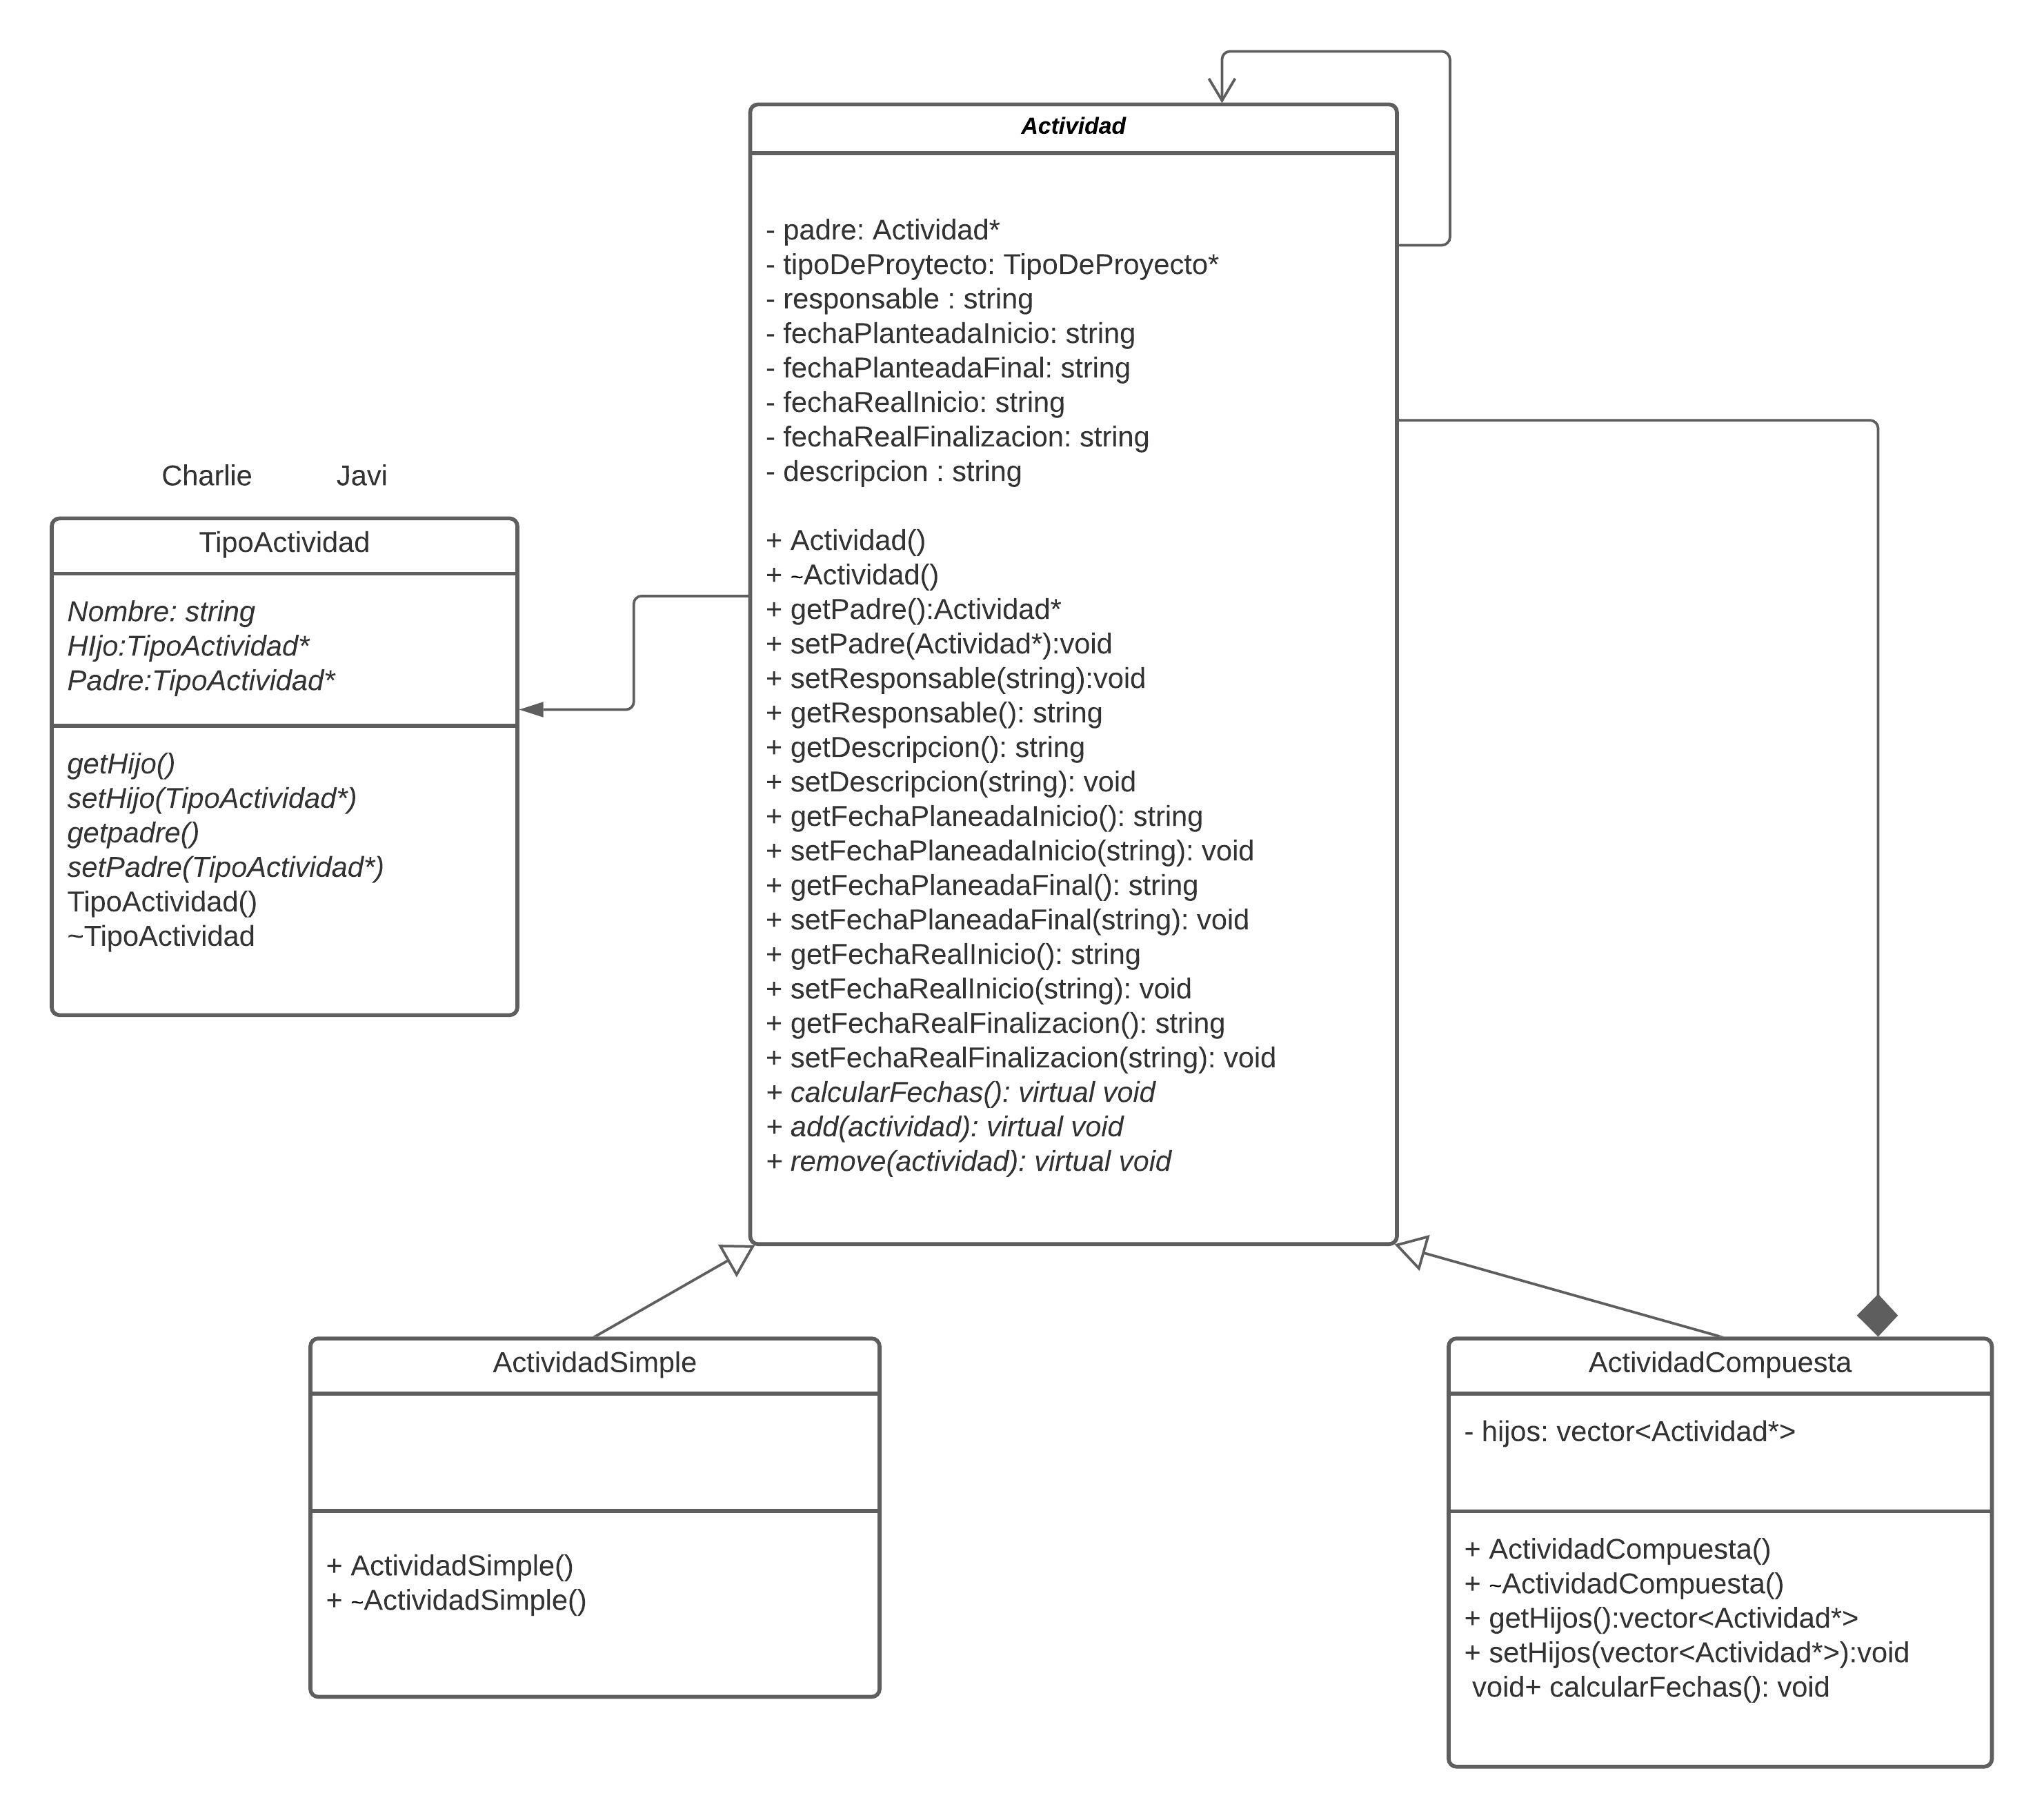 Actividad
- padre: Actividad*
- tipoDeProytecto: TipoDeProyecto*
- responsable : string
- fechaPlanteadaInicio: string
- fechaPlanteadaFinal: string
- fechaRealInicio: string
- fechaRealFinalizacion: string
- descripcion : string
+ Actividad()
+ ~Actividad()
+ getPadre():Actividad*
+ setPadre(Actividad*):void
+ setResponsable(string):void
+ getResponsable(): string
+ getDescripcion(): string
+ setDescripcion(string): void
+ getFechaPlaneadaInicio(): string
+ setFechaPlaneadaInicio(string): void
+ getFechaPlaneadaFinal(): string
+ setFechaPlaneadaFinal(string): void
+ getFechaRealInicio(): string
+ setFechaRealInicio(string): void
+ getFechaRealFinalizacion(): string
+ setFechaRealFinalizacion(string): void
+ calcularFechas(): virtual void
+ add(actividad): virtual void
+ remove(actividad): virtual void
Charlie Javi
TipoActividad
Nombre: string
HIjo:TipoActividad*
Padre:TipoActividad*
getHijo()
setHijo(TipoActividad*)
getpadre()
setPadre(TipoActividad*)
TipoActividad()
~TipoActividad
ActividadSimple
+ ActividadSimple()
+ ~ActividadSimple()
ActividadCompuesta
- hijos: vector<Actividad*>
+ ActividadCompuesta()
+ ~ActividadCompuesta()
+ getHijos():vector<Actividad*>
+ setHijos(vector<Actividad*>):void
void+ calcularFechas(): void